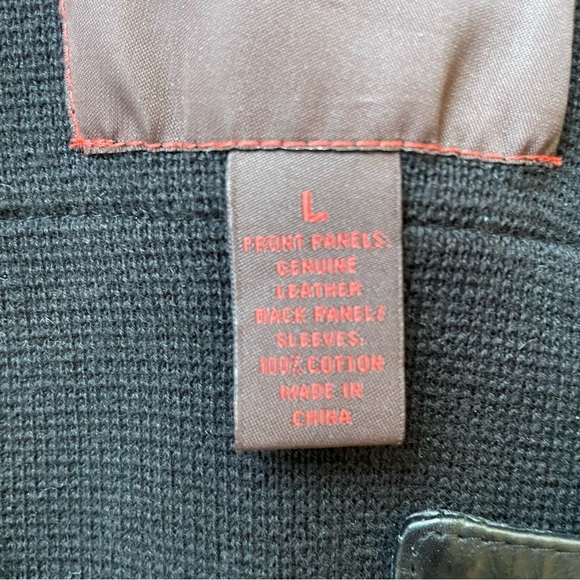 L
FRONT PANELS:
GENUINE
LEATHER
BACK PANEL/
SLEEVES:
100% COTTON
MADE IN
CHINA